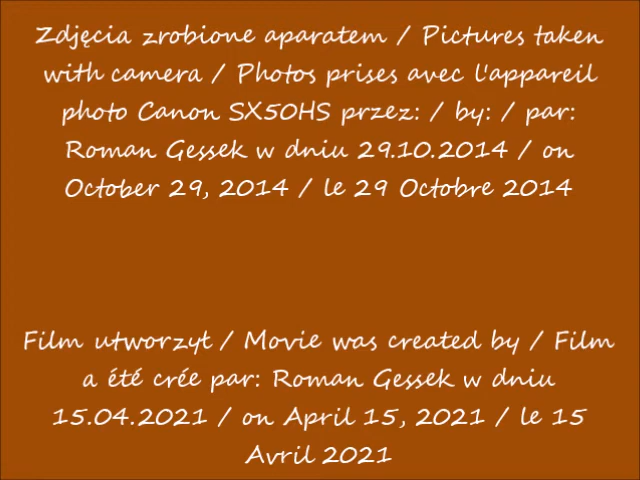 Zdjęcia zrobione aparatem / Pictures taken
with camera / Photos prises avec l'appareil
photo Canon SX50HS przez: / by: / par:
Roman Gessek w dniu 29.10.2014 / on
October 29, 2014 / le 29 Octobre 2014
Film utworzył / Movie was created by / Film
a été crée par: Roman Gessek w dniu
15.04.2021 / on April 15, 2021 / le 15
Avril 2021